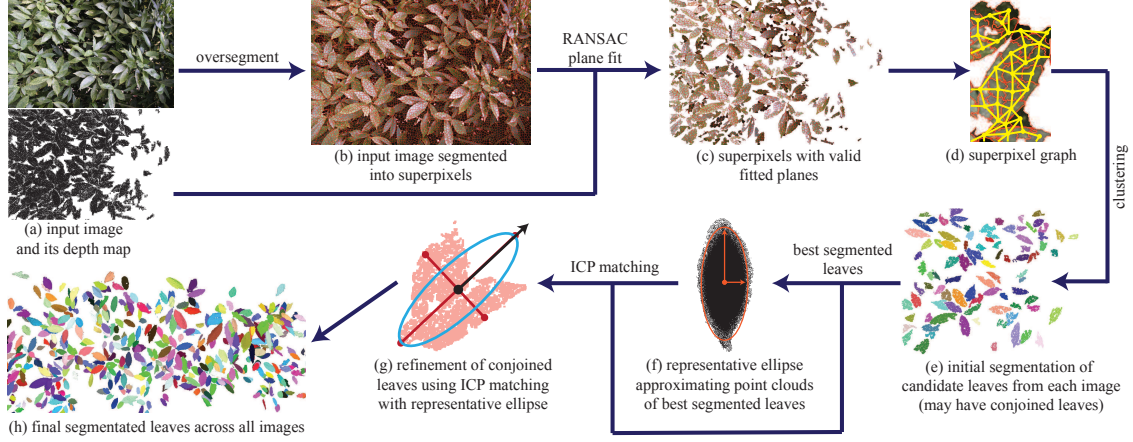 oversegment
RANSAC
plane fit
(b) input image segmented
into superpixels
(c) superpixels with valid
fitted planes
(d) superpixel graph
(a) input image
and its depth map
clustering
best segmented
leaves
ICP matching
(g) refinement of conjoined
leaves using ICP matching
with representative ellipse
(f) representative ellipse
approximating point clouds
of best segmented leaves
(e) initial segmentation of
candidate leaves from each image
(may have conjoined leaves)
(h) final segmentated leaves across all images